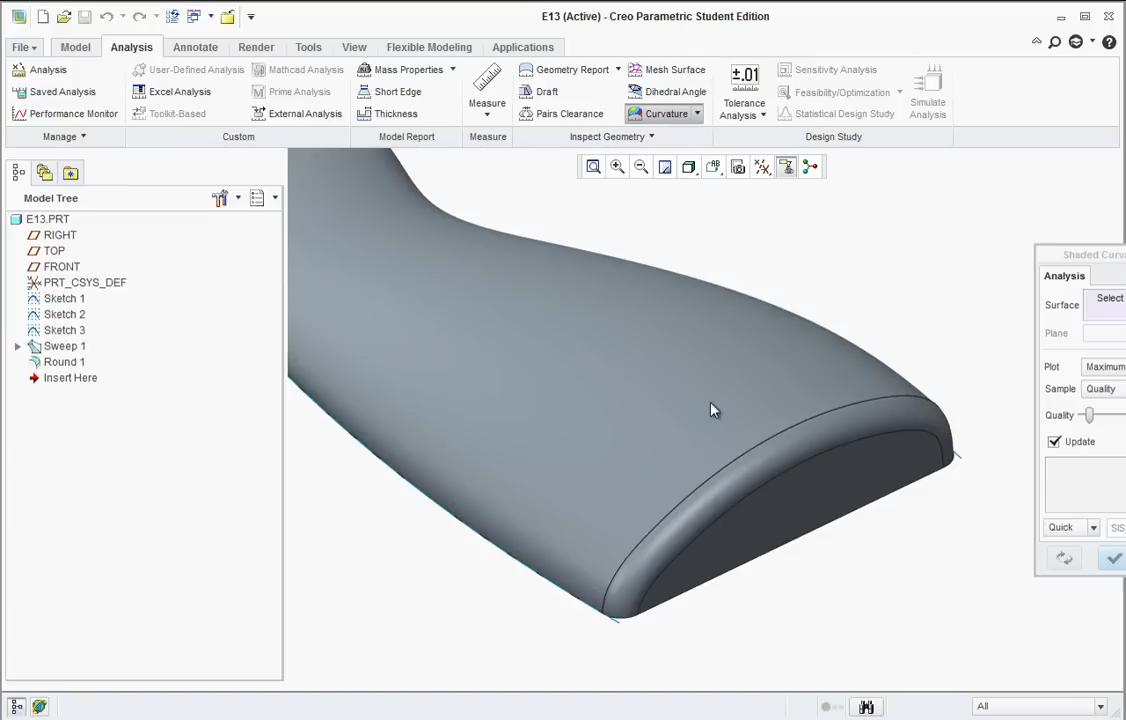 E13 (Active) - Creo Parametric Student Edition
File Model Analysis Annotate Render Tools View Flexible Modeling Applications
Analysis User-Defined Analysis Mathcad Analysis Mass Properties Geometry Report Mesh Surface Sensitivity Analysis
Saved Analysis Excel Analysis Prime Analysis Short Edge Draft Dihedral Angle Feasibility/Optimization
Performance Monitor Toolkit-Based External Analysis Thickness Pairs Clearance Curvature Statistical Design Study
Measure
±.01
Tolerance Analysis
Simulate Analysis
Manage Custom Model Report Measure Inspect Geometry Design Study
Model Tree
E13.PRT
RIGHT
TOP
FRONT
PRT_CSYS_DEF
Sketch 1
Sketch 2
Sketch 3
Sweep 1
Round 1
Insert Here
Shaded Curv
Analysis
Surface Select
Plane
Plot Maximum
Sample Quality
Quality
Update
Quick
All